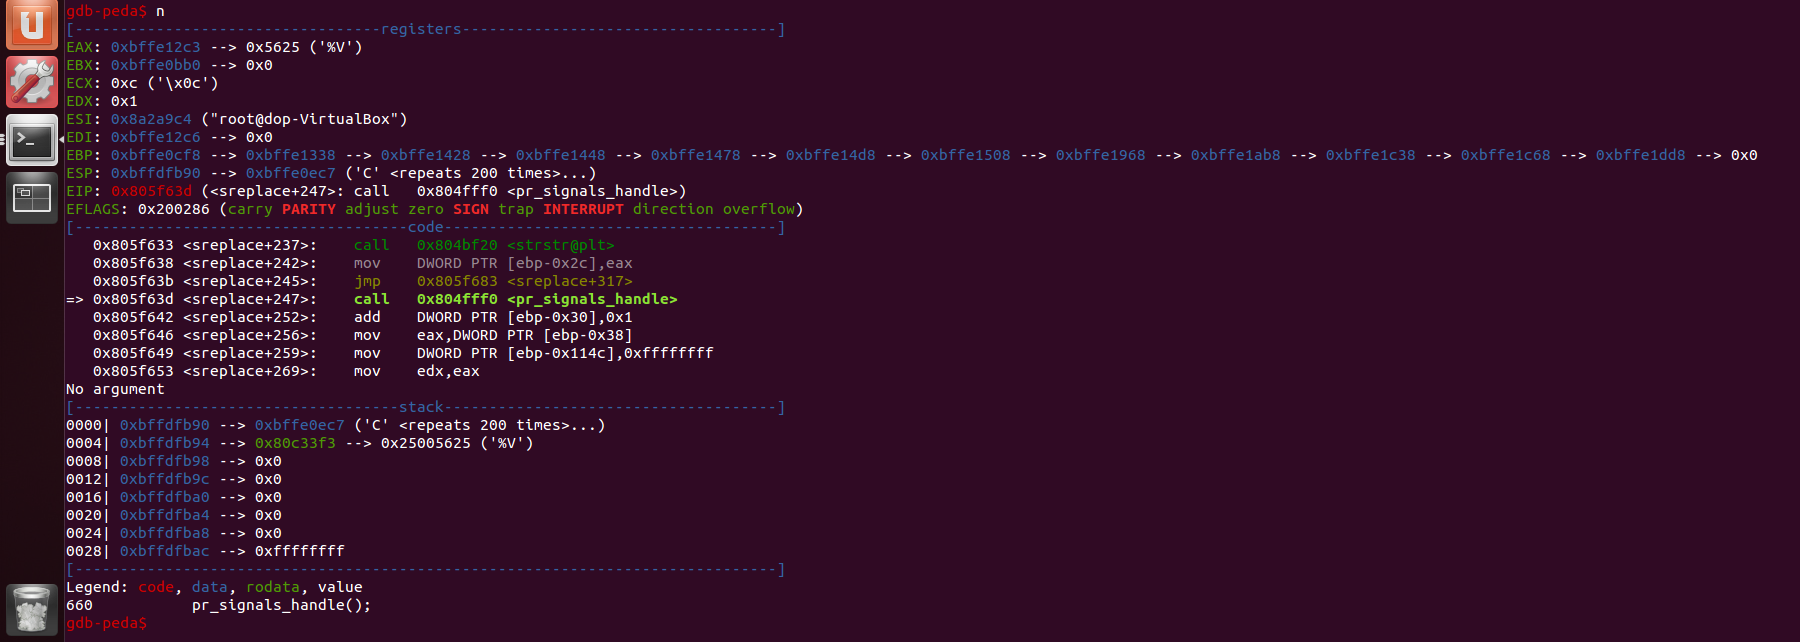 gdb-peda$ n
[----------------------------------registers-----------------------------------]
EAX: 0xbffe12c3 --> 0x5625 ('%V')
EBX: 0xbffe0bb0 --> 0x0
ECX: 0xc ('\x0c')
EDX: 0x1
ESI: 0x8a2a9c4 ("root@dop-VirtualBox")
EDI: 0xbffe12c6 --> 0x0
EBP: 0xbffe0cf8 --> 0xbffe1338 --> 0xbffe1428 --> 0xbffe1448 --> 0xbffe1478 --> 0xbffe14d8 --> 0xbffe1508 --> 0xbffe1968 --> 0xbffe1ab8 --> 0xbffe1c38 --> 0xbffe1c68 --> 0xbffe1dd8 --> 0x0
ESP: 0xbffdfb90 --> 0xbffe0ec7 ('C' <repeats 200 times>...)
EIP: 0x805f63d (<sreplace+247>: call   0x804fff0 <pr_signals_handle>)
EFLAGS: 0x200286 (carry PARITY adjust zero SIGN trap INTERRUPT direction overflow)
[-------------------------------------code-------------------------------------]
   0x805f633 <sreplace+237>:    call   0x804bf20 <strstr@plt>
   0x805f638 <sreplace+242>:    mov    DWORD PTR [ebp-0x2c],eax
   0x805f63b <sreplace+245>:    jmp    0x805f683 <sreplace+317>
=> 0x805f63d <sreplace+247>:    call   0x804fff0 <pr_signals_handle>
   0x805f642 <sreplace+252>:    add    DWORD PTR [ebp-0x30],0x1
   0x805f646 <sreplace+256>:    mov    eax,DWORD PTR [ebp-0x38]
   0x805f649 <sreplace+259>:    mov    DWORD PTR [ebp-0x114c],0xffffffff
   0x805f653 <sreplace+269>:    mov    edx,eax
No argument
[------------------------------------stack-------------------------------------]
0000| 0xbffdfb90 --> 0xbffe0ec7 ('C' <repeats 200 times>...)
0004| 0xbffdfb94 --> 0x80c33f3 --> 0x25005625 ('%V')
0008| 0xbffdfb98 --> 0x0
0012| 0xbffdfb9c --> 0x0
0016| 0xbffdfba0 --> 0x0
0020| 0xbffdfba4 --> 0x0
0024| 0xbffdfba8 --> 0x0
0028| 0xbffdfbac --> 0xffffffff
[------------------------------------------------------------------------------]
Legend: code, data, rodata, value
660           pr_signals_handle();
gdb-peda$